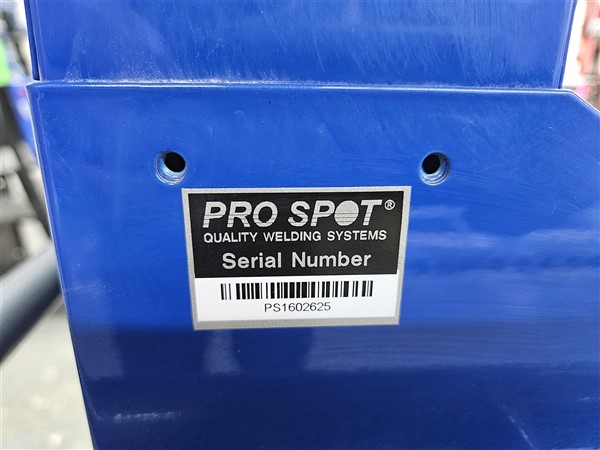 PRO SPOT®
QUALITY WELDING SYSTEMS
Serial Number
PS1602625